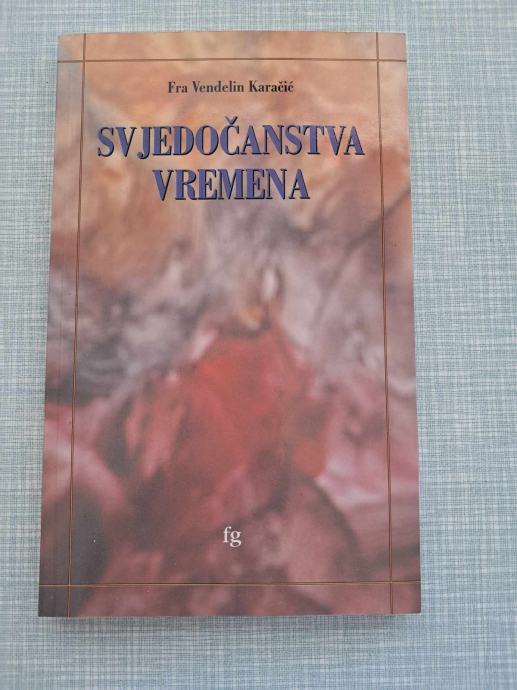 Fra Vendelin Karačić
SVJEDOČANSTVA
VREMENA
fg